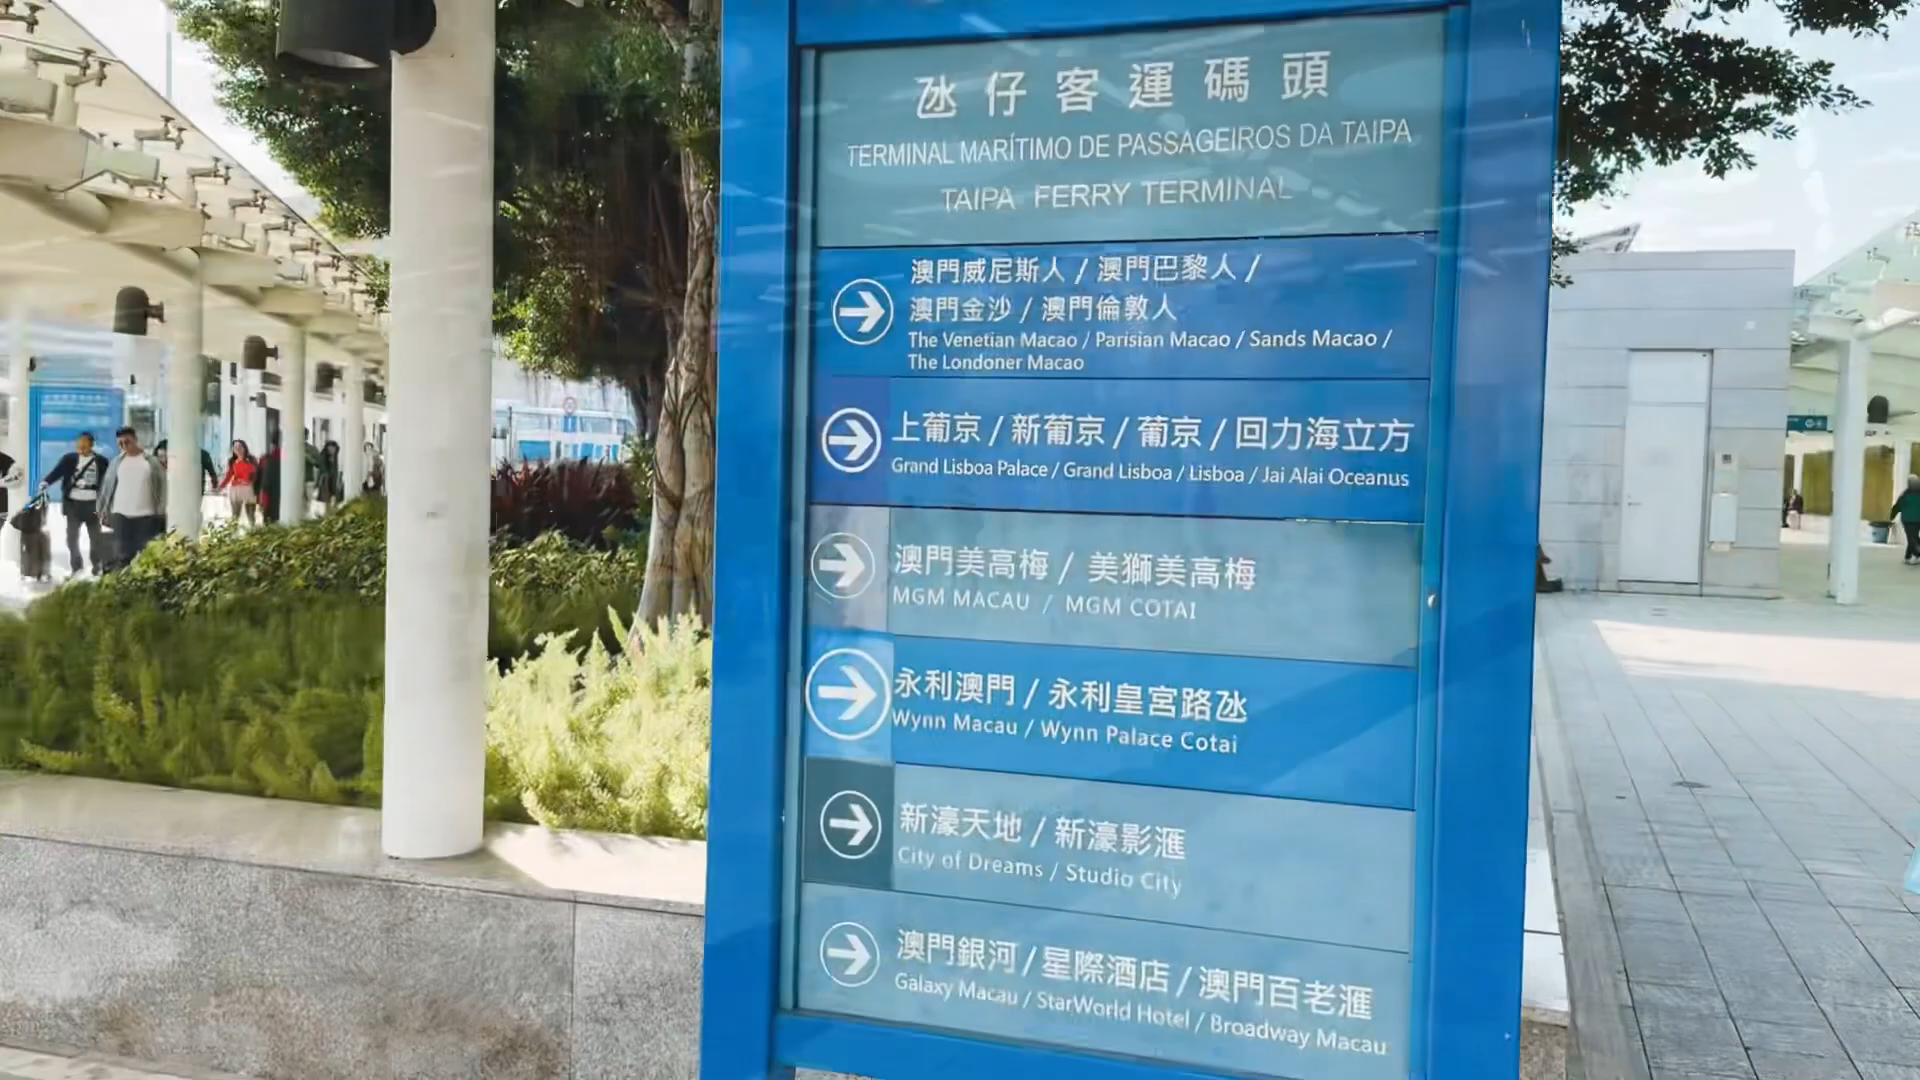 氹仔客運碼頭
TERMINAL MARÍTIMO DE PASSAGEIROS DA TAIPA
TAIPA FERRY TERMINAL
澳門威尼斯人 / 澳門巴黎人 /
澳門金沙 / 澳門倫敦人
The Venetian Macao / Parisian Macao / Sands Macao /
The Londoner Macao
上葡京 / 新葡京 / 葡京 / 回力海立方
Grand Lisboa Palace / Grand Lisboa / Lisboa / Jai Alai Oceanus
澳門美高梅 / 美獅美高梅
MGM MACAU / MGM COTAI
永利澳門 / 永利皇宮路氹
Wynn Macau / Wynn Palace Cotai
新濠天地 / 新濠影滙
City of Dreams / Studio City
澳門銀河 / 星際酒店 / 澳門百老滙
Galaxy Macau / StarWorld Hotel / Broadway Macau